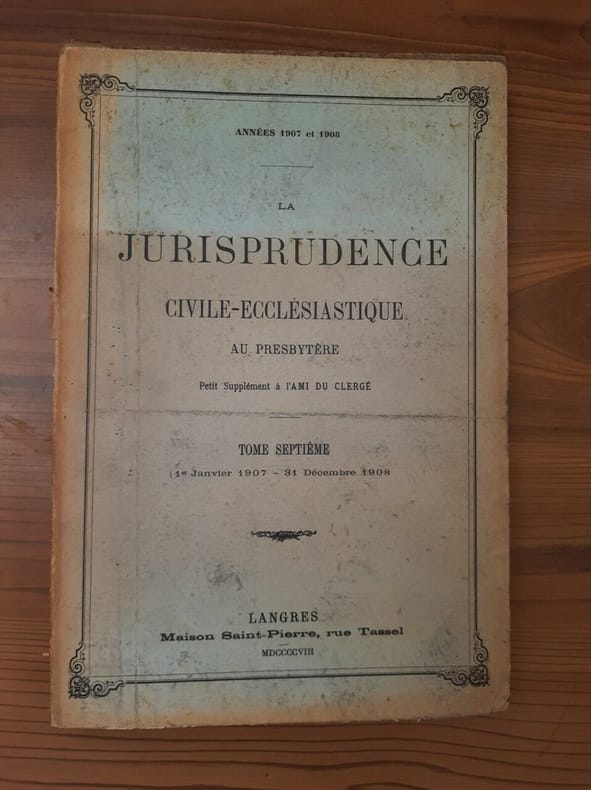 ANNÉES 1907 et 1908
LA
JURISPRUDENCE
CIVILE-ECCLÉSIASTIQUE
AU PRESBYTÈRE
Petit Supplément à l'AMI DU CLERGÉ
TOME SEPTIÈME
(1er Janvier 1907 - 31 Décembre 1908
LANGRES
Maison Saint-Pierre, rue Tassel
MDCCCCVIII